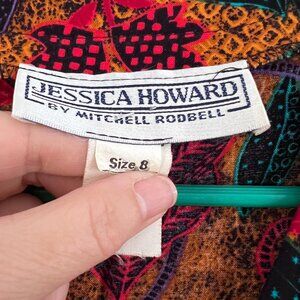 JESSICA HOWARD
BY MITCHELL RODBELL
Size 8